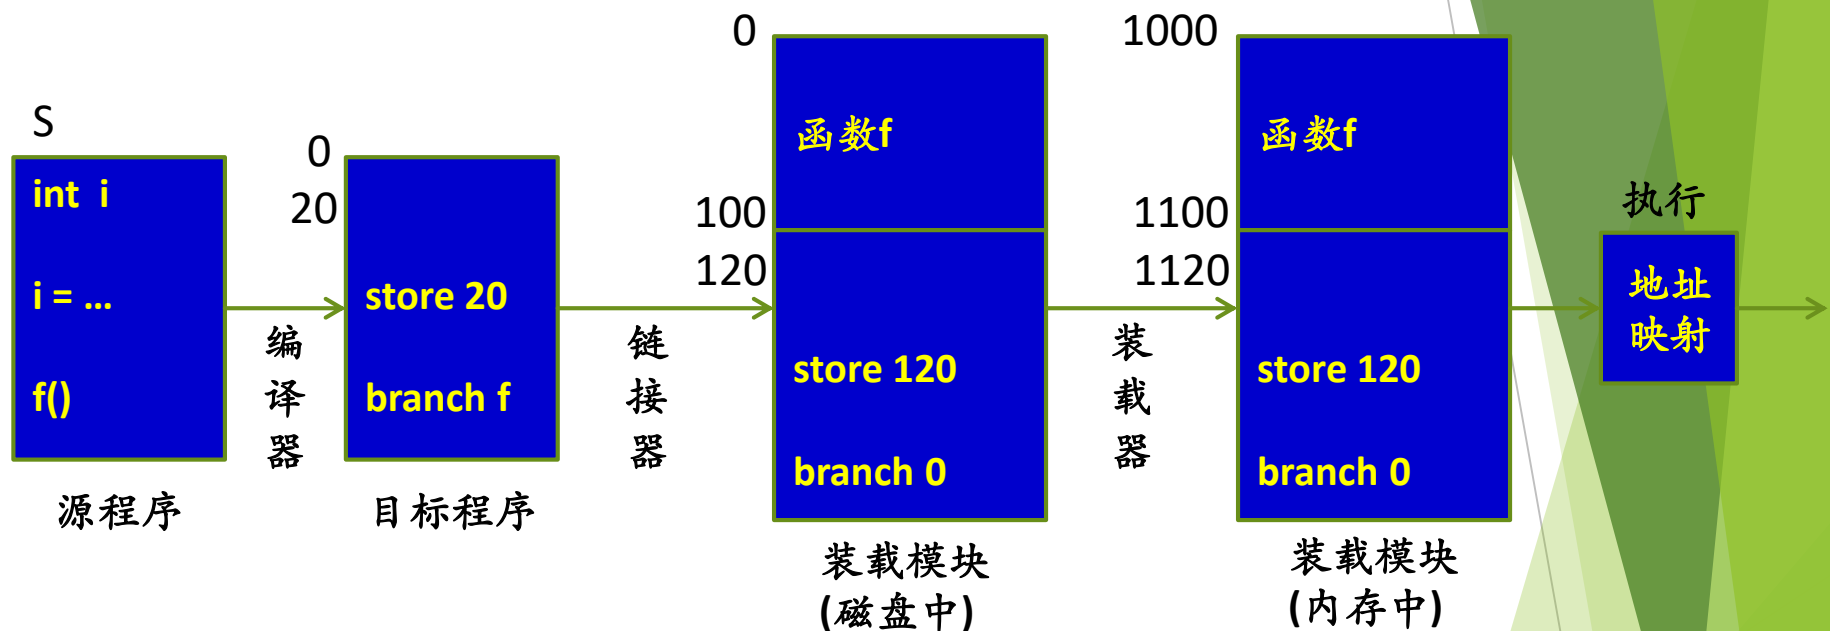 S
int i
i = ...
f()
源程序
编译器
0
20
store 20
branch f
目标程序
链接器
0
函数f
100
120
store 120
branch 0
装载模块
(磁盘中)
装载器
1000
函数f
1100
1120
store 120
branch 0
装载模块
(内存中)
执行
地址
映射